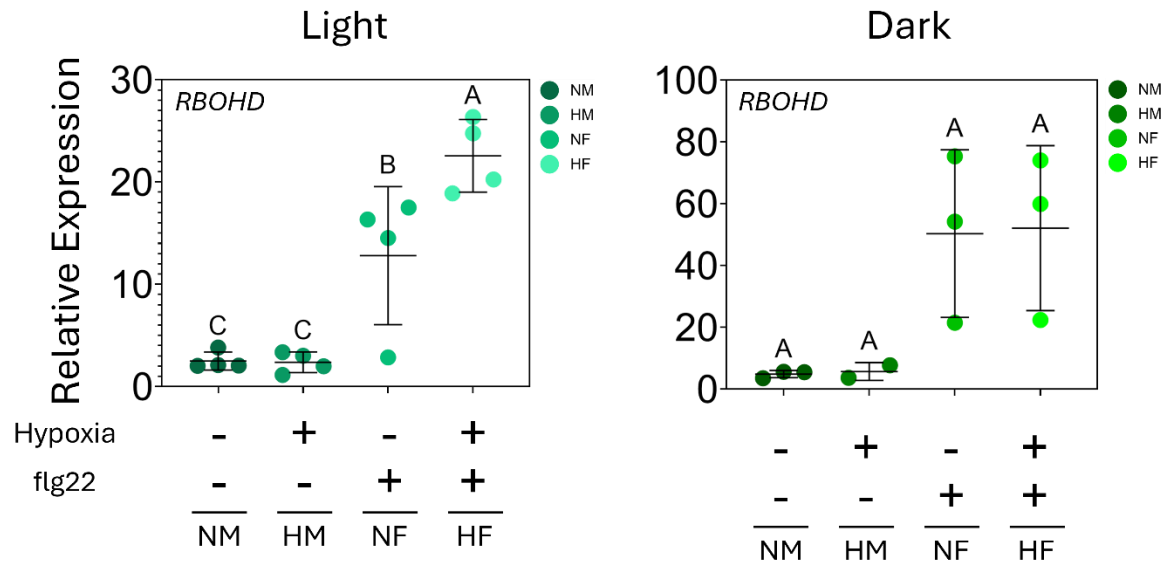 Light
Relative Expression
30
20
10
0
RBOHD
C
C
B
A
NM
HM
NF
HF
Hypoxia - + - +
flg22 - - + +
NM HM NF HF
Dark
100
80
60
40
20
0
RBOHD
A
A
A
A
NM
HM
NF
HF
- + - +
- - + +
NM HM NF HF